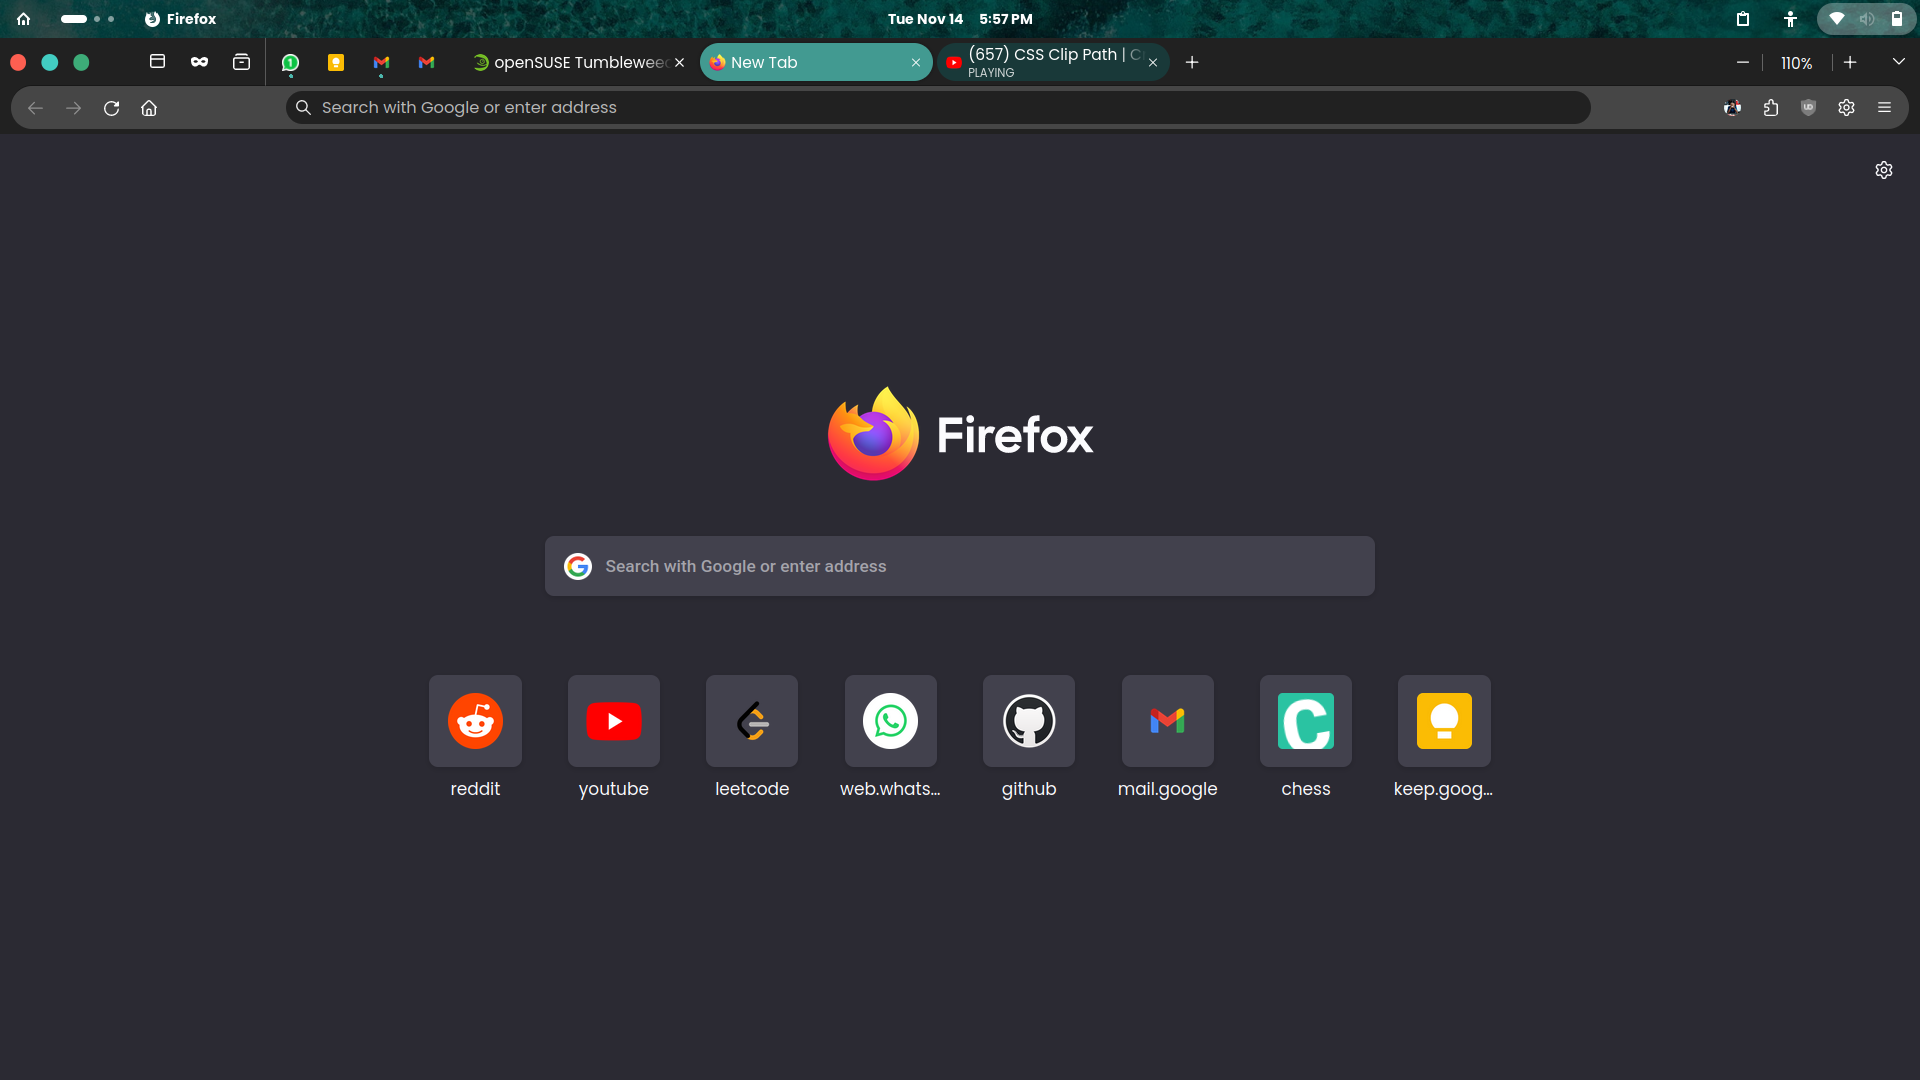 Firefox
Tue Nov 14 5:57 PM
1
openSUSE Tumblewee
New Tab
(657) CSS Clip Path | C
PLAYING
110%
Search with Google or enter address
Firefox
Search with Google or enter address
reddit
youtube
leetcode
web.whats...
github
mail.google
chess
keep.goog...